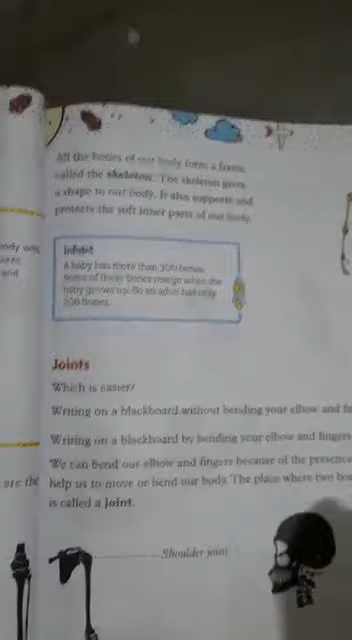 All the bones of our body form a frame
called the skeleton. The skeleton gives
a shape to our body. It also supports and
protects the soft inner parts of our body.
ody with
and
Infobit
A baby has more than 300 bones.
Some of these bones merge when the
baby grows up. So an adult has only
206 bones.
Joints
Which is easier?
Writing on a blackboard without bending your elbow and
Writing on a blackboard by bending your elbow and fingers
We can bend our elbow and fingers because of the presence
are the
help us to move or bend our body. The place where two
is called a joint.
Shoulder joint